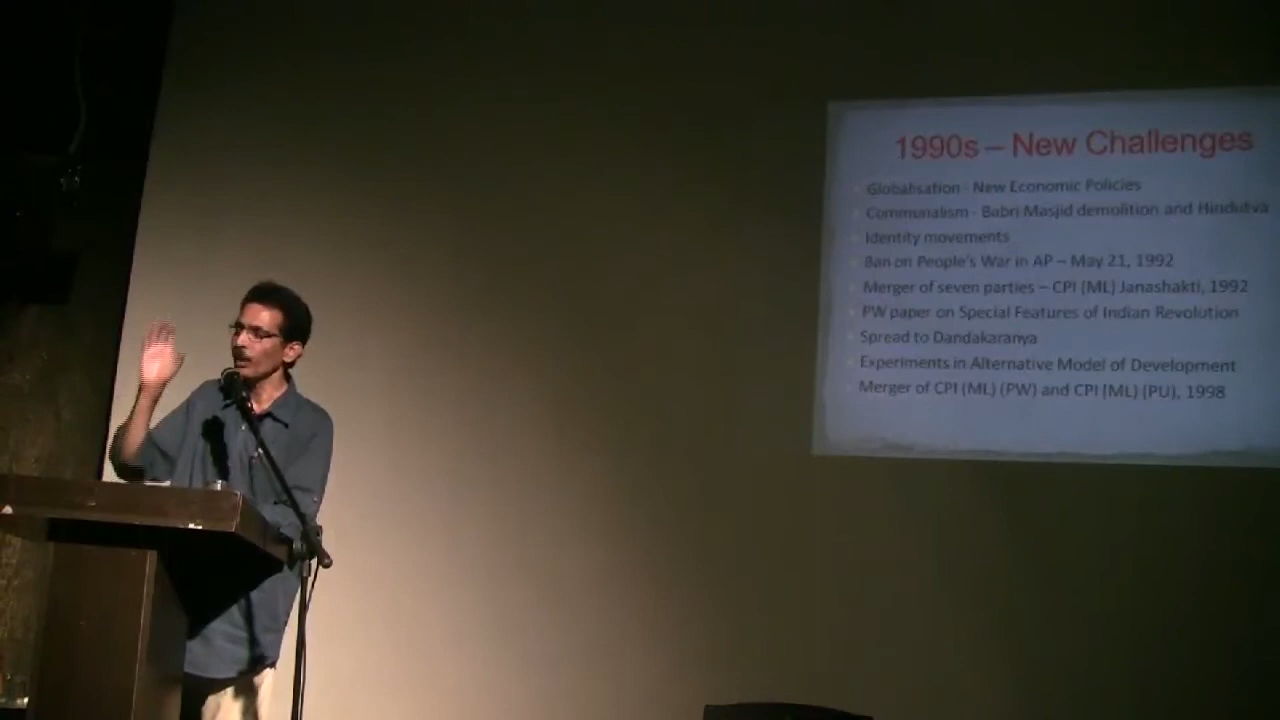 1990s – New Challenges
Globalisation - New Economic Policies
Communalism - Babri Masjid demolition and Hindutva
Identity movements
Ban on People's War in AP – May 21, 1992
Merger of seven parties – CPI (ML) Janashakti, 1992
PW paper on Special Features of Indian Revolution
Spread to Dandakaranya
Experiments in Alternative Model of Development
Merger of CPI (ML) (PW) and CPI (ML) (PU), 1998